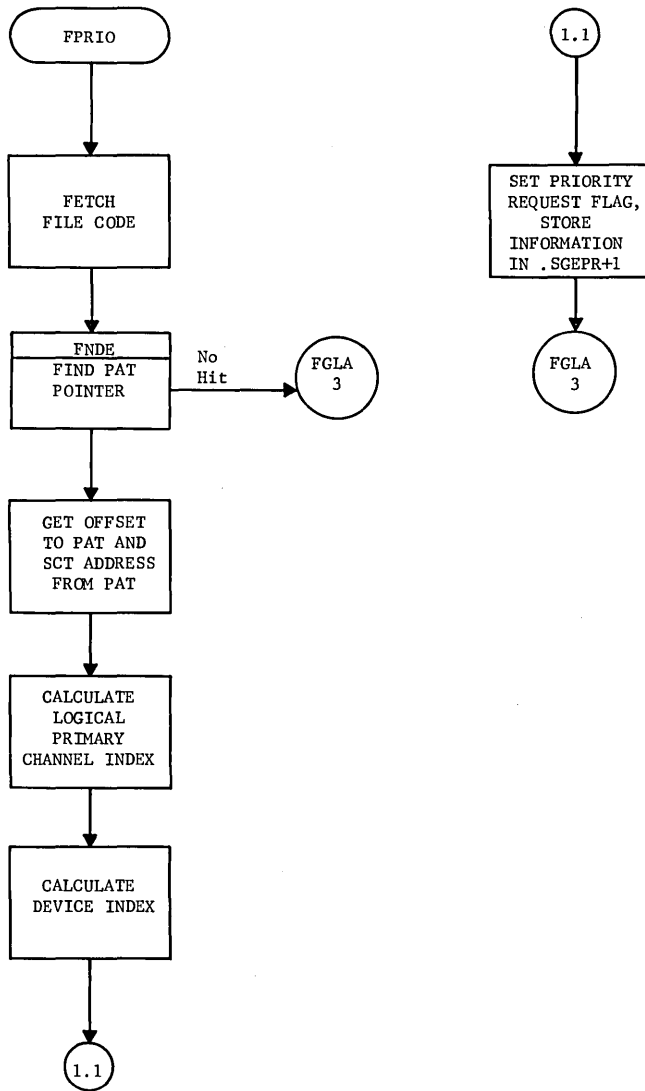 FPRIO
FETCH
FILE CODE
FNDE
FIND PAT
POINTER
No
Hit
FGLA
3
GET OFFSET
TO PAT AND
SCT ADDRESS
FROM PAT
CALCULATE
LOGICAL
PRIMARY
CHANNEL INDEX
CALCULATE
DEVICE INDEX
1.1
1.1
SET PRIORITY
REQUEST FLAG,
STORE
INFORMATION
IN .SGEPR+1
FGLA
3